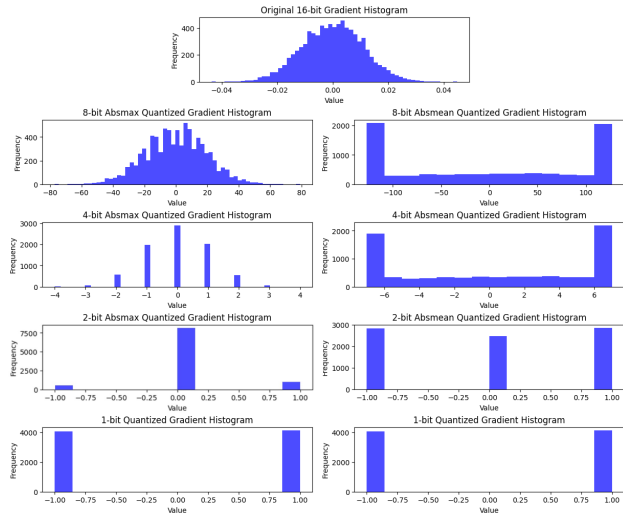 Original 16-bit Gradient Histogram
Frequency
400
200
0
−0.04 −0.02 0.00 0.02 0.04
Value
8-bit Absmax Quantized Gradient Histogram
Frequency
400
200
0
−80 −60 −40 −20 0 20 40 60 80
Value
8-bit Absmean Quantized Gradient Histogram
Frequency
2000
1000
0
−100 −50 0 50 100
Value
4-bit Absmax Quantized Gradient Histogram
Frequency
3000
2000
1000
0
−4 −3 −2 −1 0 1 2 3 4
Value
4-bit Absmean Quantized Gradient Histogram
Frequency
2000
1000
0
−6 −4 −2 0 2 4 6
Value
2-bit Absmax Quantized Gradient Histogram
Frequency
7500
5000
2500
0
−1.00 −0.75 −0.50 −0.25 0.00 0.25 0.50 0.75 1.00
Value
2-bit Absmean Quantized Gradient Histogram
Frequency
3000
2000
1000
0
−1.00 −0.75 −0.50 −0.25 0.00 0.25 0.50 0.75 1.00
Value
1-bit Quantized Gradient Histogram
Frequency
4000
2000
0
−1.00 −0.75 −0.50 −0.25 0.00 0.25 0.50 0.75 1.00
Value
1-bit Quantized Gradient Histogram
Frequency
4000
2000
0
−1.00 −0.75 −0.50 −0.25 0.00 0.25 0.50 0.75 1.00
Value